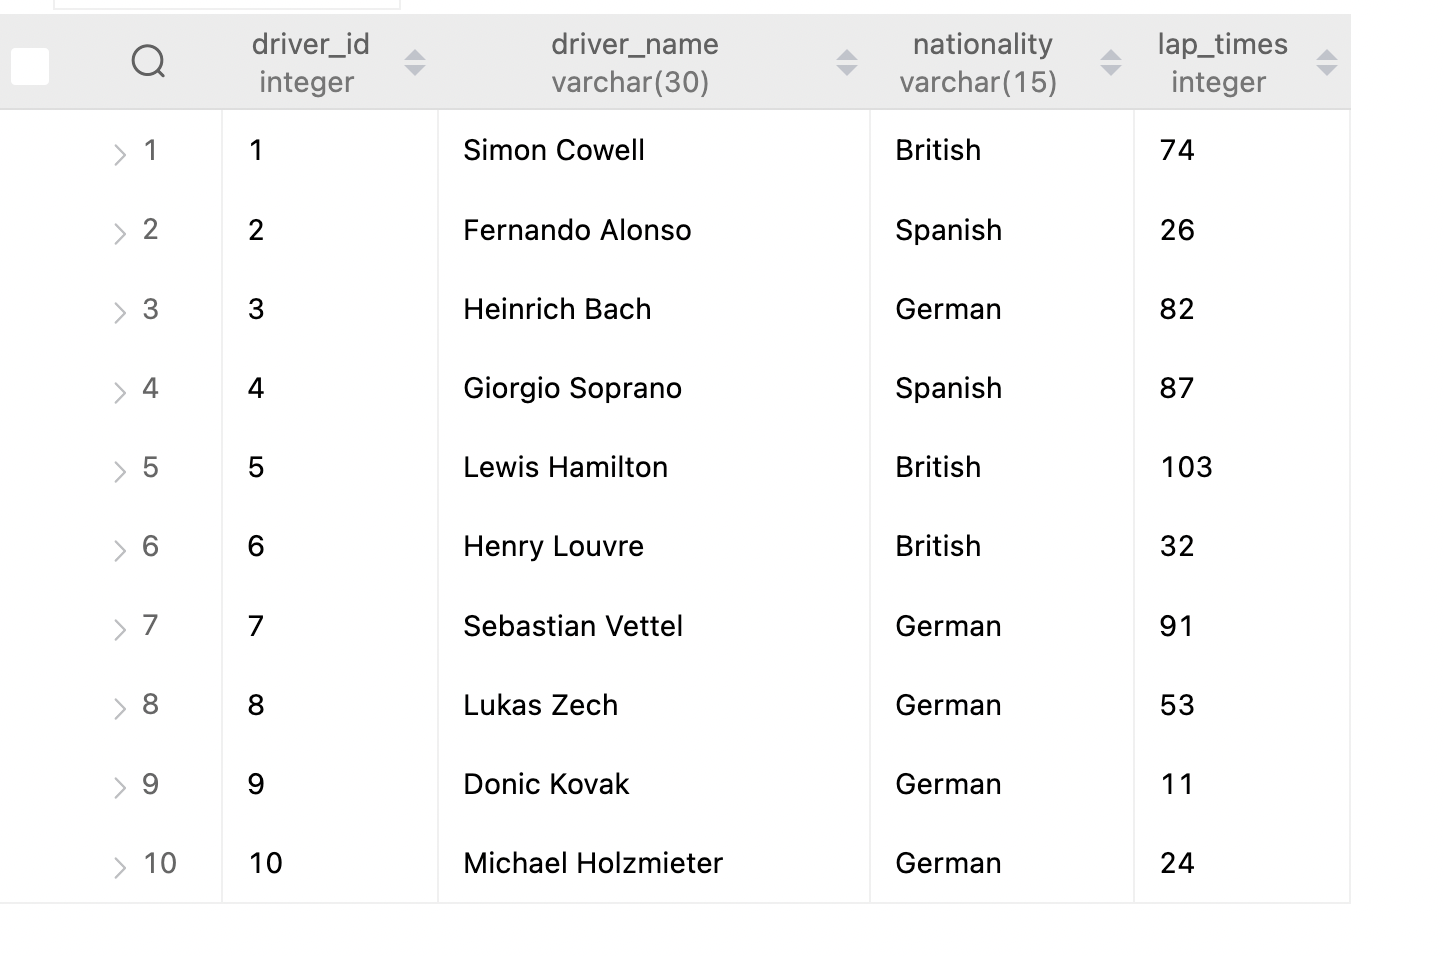 driver_id driver_name nationality lap_times
integer varchar(30) varchar(15) integer
1 1 Simon Cowell British 74
2 2 Fernando Alonso Spanish 26
3 3 Heinrich Bach German 82
4 4 Giorgio Soprano Spanish 87
5 5 Lewis Hamilton British 103
6 6 Henry Louvre British 32
7 7 Sebastian Vettel German 91
8 8 Lukas Zech German 53
9 9 Donic Kovak German 11
10 10 Michael Holzmieter German 24